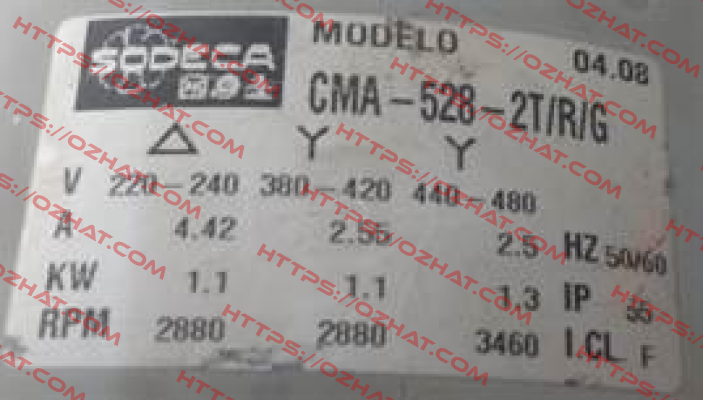 SODECA
MODELO 04.08
CMA-528-2T/R/G
△ Y Y
V 220-240 380-420 440-480
A 4.42 2.55 2.5 HZ 50/60
KW 1.1 1.1 1.3 IP 55
RPM 2880 2880 3460 I.CL F
HTTPS://OZHAT.COM